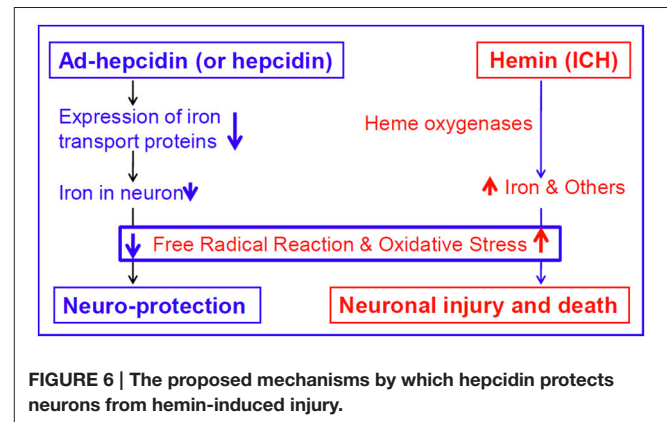 Ad-hepcidin (or hepcidin)
Hemin (ICH)
Expression of iron
transport proteins
Heme oxygenases
Iron in neuron
Iron & Others
Free Radical Reaction & Oxidative Stress
Neuro-protection
Neuronal injury and death
FIGURE 6 | The proposed mechanisms by which hepcidin protects
neurons from hemin-induced injury.